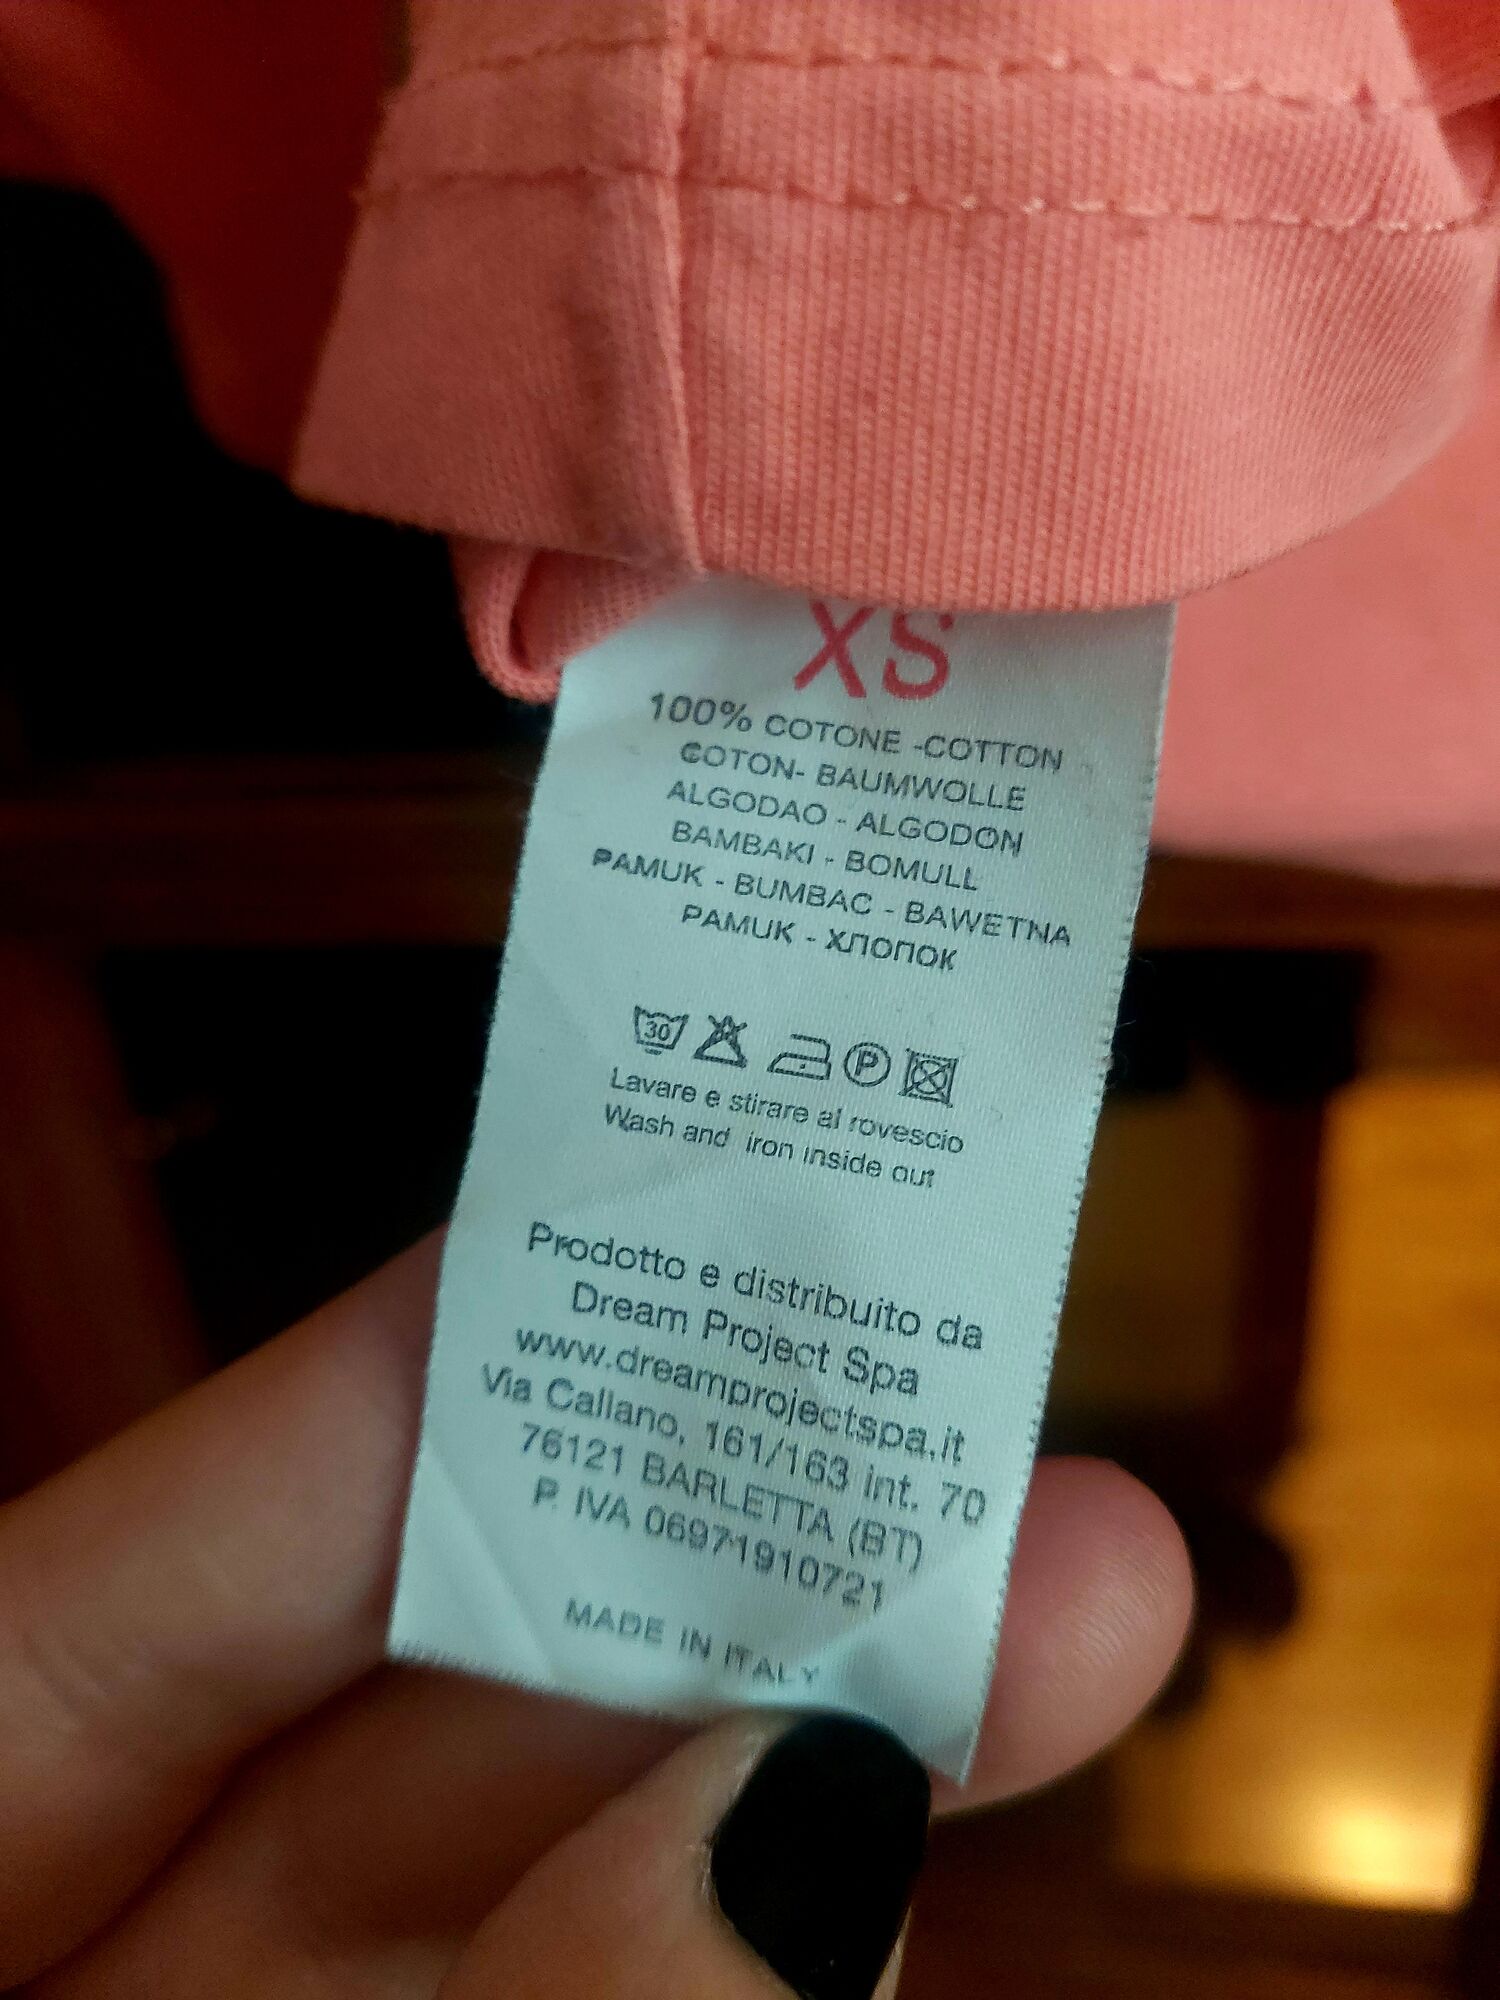 XS
100% COTONE -COTTON
COTON- BAUMWOLLE
ALGODAO - ALGODON
BAMBAKI - BOMULL
PAMUK - BUMBAC - BAWETNA
PAMUK - ХЛОПОК
30 P
Lavare e stirare al rovescio
Wash and iron inside out
Prodotto e distribuito da
Dream Project Spa
www.dreamprojectspa.it
Via Callano, 161/163 int. 70
76121 BARLETTA (BT)
P. IVA 06971910721
MADE IN ITALY